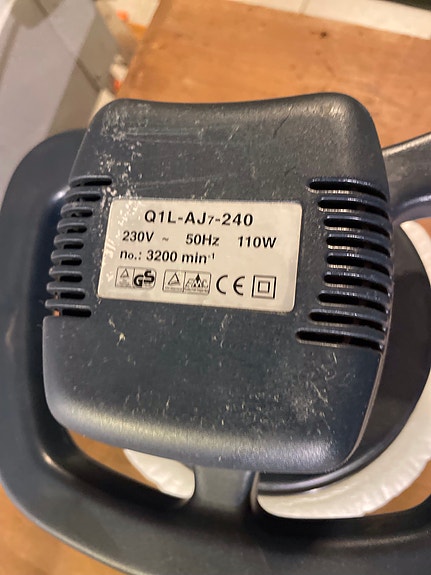 Q1L-AJ7-240
230V ~ 50Hz 110W
no.: 3200 min-1
GS CE